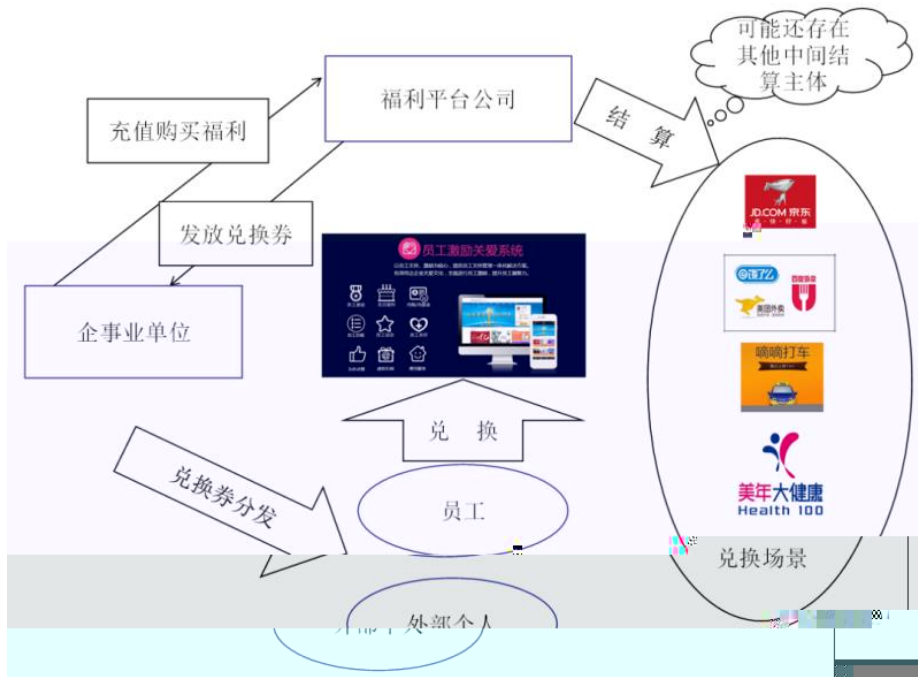 可能还存在
其他中间结
算主体
福利平台公司
结 算
充值购买福利
发放兑换券
企事业单位
员工激励关爱系统
JD.COM 京东
饿了么
美团外卖
嘀嘀打车
美年大健康
Health 100
兑 换
兑换券分发
员工
兑换场景
外部个人